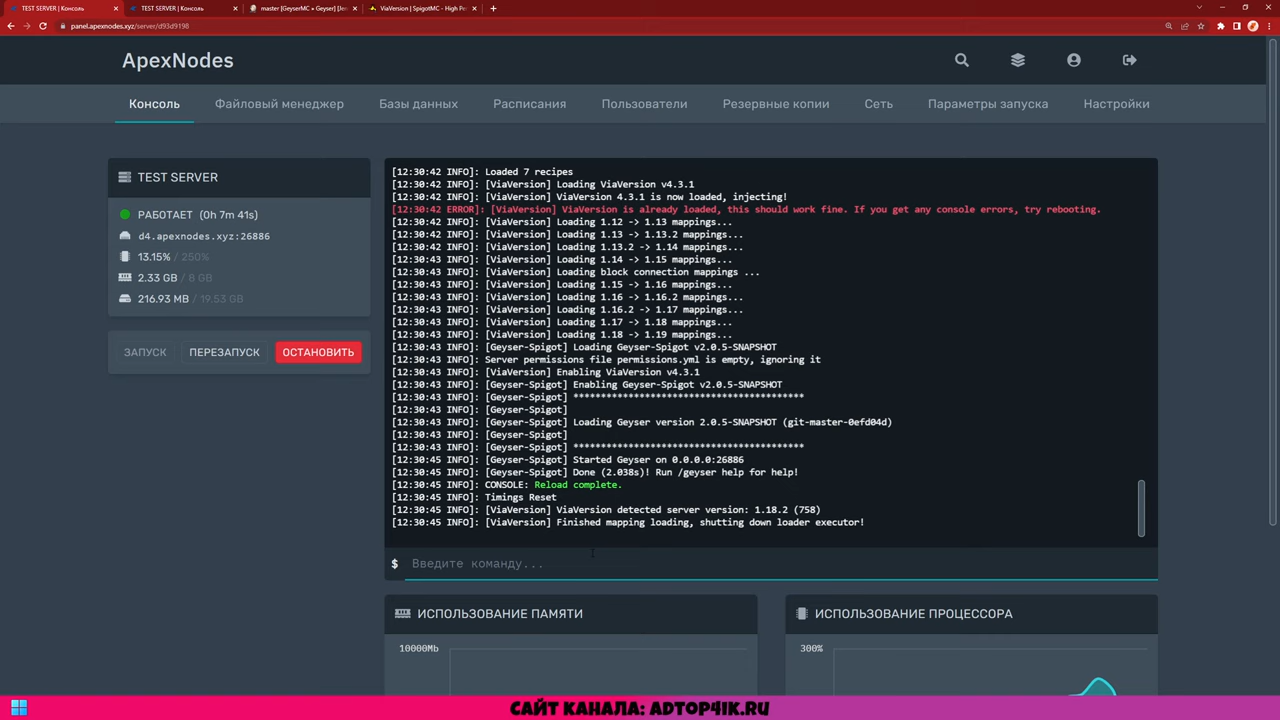 TEST SERVER | Консоль
TEST SERVER | Консоль
master [GeyserMC » Geyser] [Jen
ViaVersion | SpigotMC - High Per
panel.apexnodes.xyz/server/d93d9198
ApexNodes
Консоль
Файловый менеджер
Базы данных
Расписания
Пользователи
Резервные копии
Сеть
Параметры запуска
Настройки
TEST SERVER
РАБОТАЕТ (0h 7m 41s)
d4.apexnodes.xyz:26886
13.15% / 250%
2.33 GB / 8 GB
216.93 MB / 19.53 GB
ЗАПУСК
ПЕРЕЗАПУСК
ОСТАНОВИТЬ
[12:30:42 INFO]: Loaded 7 recipes
[12:30:42 INFO]: [ViaVersion] Loading ViaVersion v4.3.1
[12:30:42 INFO]: [ViaVersion] ViaVersion 4.3.1 is now loaded, injecting!
[12:30:42 ERROR]: [ViaVersion] ViaVersion is already loaded, this should work fine. If you get any console errors, try rebooting.
[12:30:42 INFO]: [ViaVersion] Loading 1.12 -> 1.13 mappings...
[12:30:42 INFO]: [ViaVersion] Loading 1.13 -> 1.13.2 mappings...
[12:30:42 INFO]: [ViaVersion] Loading 1.13.2 -> 1.14 mappings...
[12:30:43 INFO]: [ViaVersion] Loading 1.14 -> 1.15 mappings...
[12:30:43 INFO]: [ViaVersion] Loading block connection mappings ...
[12:30:43 INFO]: [ViaVersion] Loading 1.15 -> 1.16 mappings...
[12:30:43 INFO]: [ViaVersion] Loading 1.16 -> 1.16.2 mappings...
[12:30:43 INFO]: [ViaVersion] Loading 1.16.2 -> 1.17 mappings...
[12:30:43 INFO]: [ViaVersion] Loading 1.17 -> 1.18 mappings...
[12:30:43 INFO]: [ViaVersion] Loading 1.18 -> 1.19 mappings...
[12:30:43 INFO]: [Geyser-Spigot] Loading Geyser-Spigot v2.0.5-SNAPSHOT
[12:30:43 INFO]: Server permissions file permissions.yml is empty, ignoring it
[12:30:43 INFO]: [ViaVersion] Enabling ViaVersion v4.3.1
[12:30:43 INFO]: [Geyser-Spigot] Enabling Geyser-Spigot v2.0.5-SNAPSHOT
[12:30:43 INFO]: [Geyser-Spigot] ******************************************
[12:30:43 INFO]: [Geyser-Spigot]
[12:30:43 INFO]: [Geyser-Spigot] Loading Geyser version 2.0.5-SNAPSHOT (git-master-0efd04d)
[12:30:43 INFO]: [Geyser-Spigot]
[12:30:43 INFO]: [Geyser-Spigot] ******************************************
[12:30:45 INFO]: [Geyser-Spigot] Started Geyser on 0.0.0.0:26886
[12:30:45 INFO]: [Geyser-Spigot] Done (2.038s)! Run /geyser help for help!
[12:30:45 INFO]: CONSOLE: Reload complete.
[12:30:45 INFO]: Timings Reset
[12:30:45 INFO]: [ViaVersion] ViaVersion detected server version: 1.18.2 (758)
[12:30:45 INFO]: [ViaVersion] Finished mapping loading, shutting down loader executor!
$ Введите команду...
ИСПОЛЬЗОВАНИЕ ПАМЯТИ
10000Mb
ИСПОЛЬЗОВАНИЕ ПРОЦЕССОРА
300%
САЙТ КАНАЛА: ADTOP4IK.RU